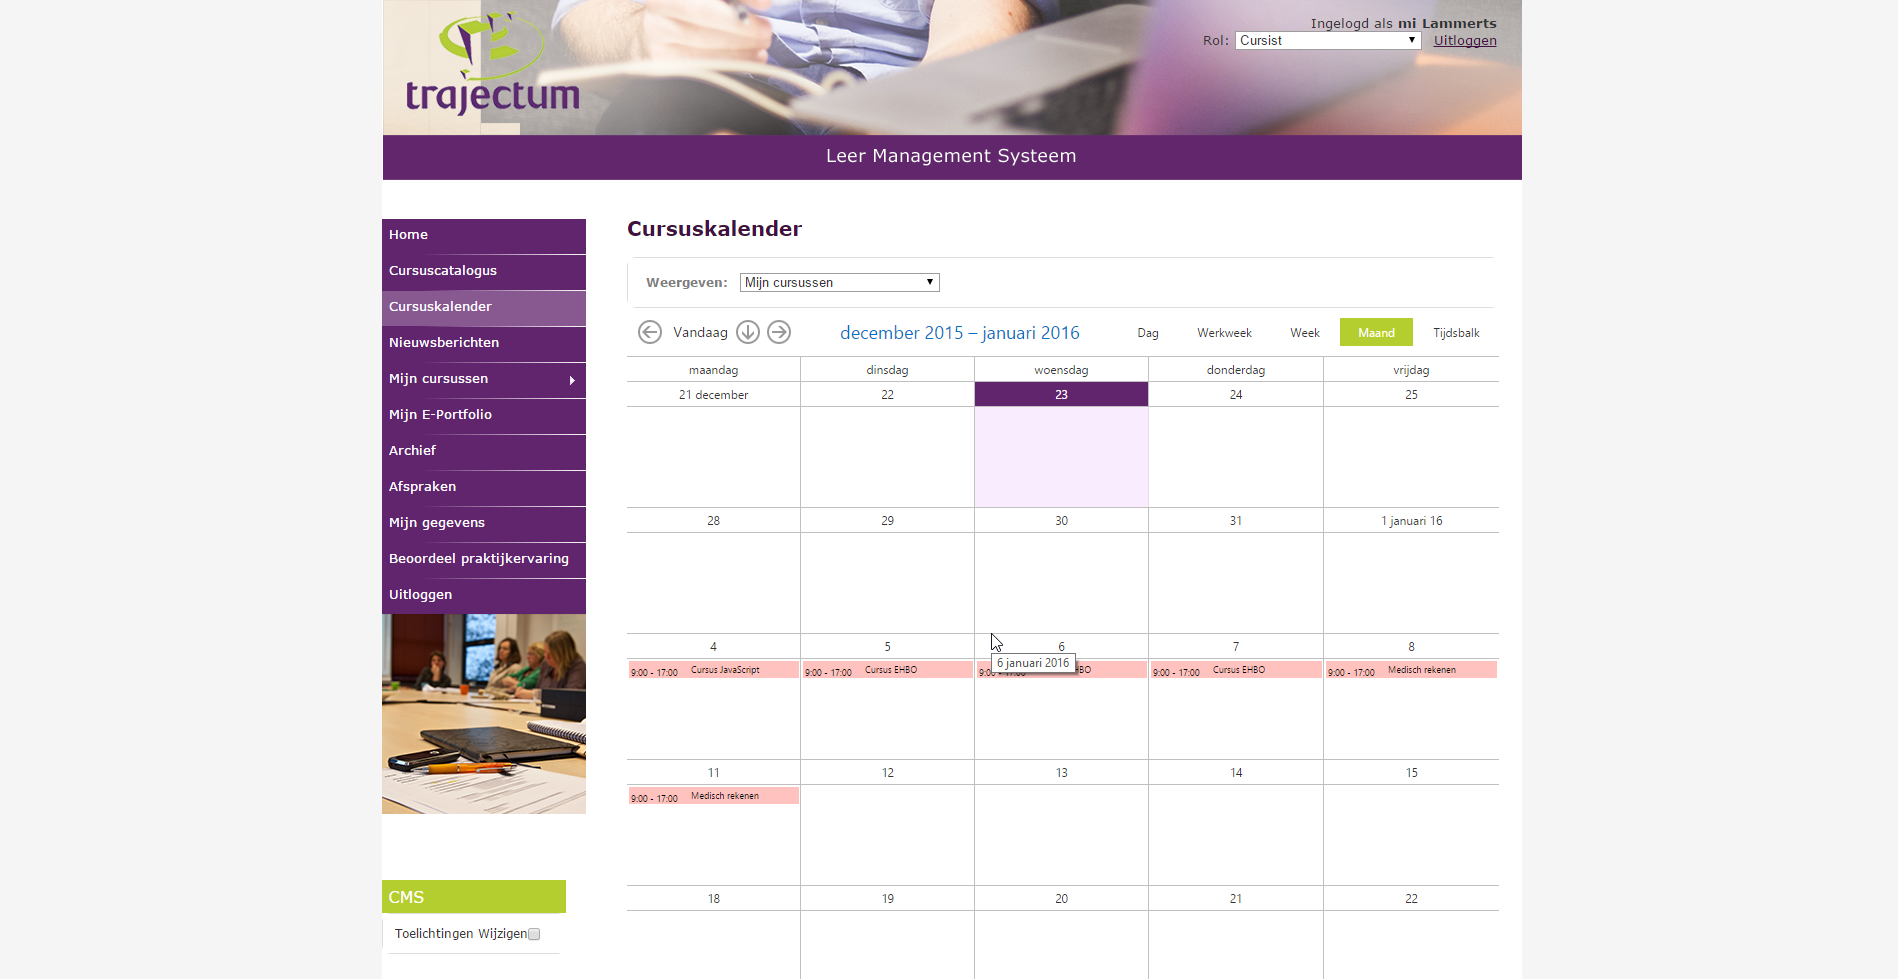 trajectum
Ingelogd als mi Lammerts
Rol: Cursist Uitloggen
Leer Management Systeem
Home
Cursuscatalogus
Cursuskalender
Nieuwsberichten
Mijn cursussen
Mijn E-Portfolio
Archief
Afspraken
Mijn gegevens
Beoordeel praktijkervaring
Uitloggen
CMS
Toelichtingen Wijzigen
Cursuskalender
Weergeven: Mijn cursussen
Vandaag december 2015 – januari 2016 Dag Werkweek Week Maand Tijdsbalk
maandag dinsdag woensdag donderdag vrijdag
21 december 22 23 24 25
28 29 30 31 1 januari 16
4 5 6 7 8
6 januari 2016
9:00 - 17:00 Cursus JavaScript 9:00 - 17:00 Cursus EHBO 9:00 - 17:00 HBO 9:00 - 17:00 Cursus EHBO 9:00 - 17:00 Medisch rekenen
11 12 13 14 15
9:00 - 17:00 Medisch rekenen
18 19 20 21 22